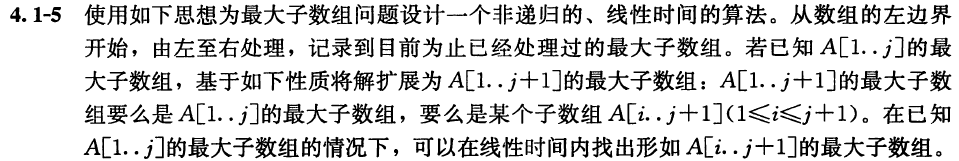 4.1-5 使用如下思想为最大子数组问题设计一个非递归的、线性时间的算法。从数组的左边界
开始，由左至右处理，记录到目前为止已经处理过的最大子数组。若已知 A[1..j]的最
大子数组，基于如下性质将解扩展为 A[1..j+1]的最大子数组：A[1..j+1]的最大子数
组要么是 A[1..j]的最大子数组，要么是某个子数组 A[i..j+1](1≤i≤j+1)。在已知
A[1..j]的最大子数组的情况下，可以在线性时间内找出形如 A[i..j+1]的最大子数组。